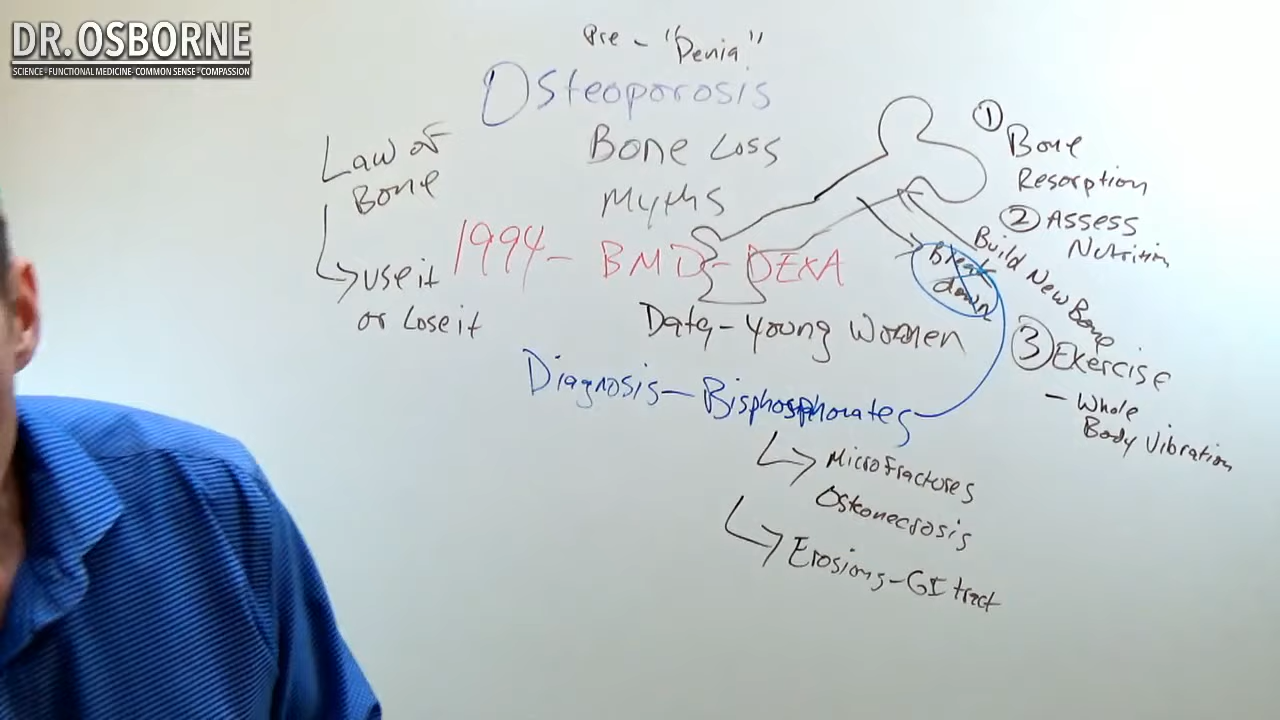 DR. OSBORNE
SCIENCE - FUNCTIONAL MEDICINE - COMMON SENSE - COMPASSION
Pre - "Penia"
Osteoporosis
Bone Loss
Myths
1994 - BMD - DEXA
Data - Young Women
Diagnosis - Bisphosphonates
Microfractures
Osteonecrosis
Erosions - GI tract
Law of
Bone
use it
or Lose it
Break
down
Build New Bone
① Bone
Resorption
② Assess
Nutrition
③ Exercise
- Whole
Body Vibration